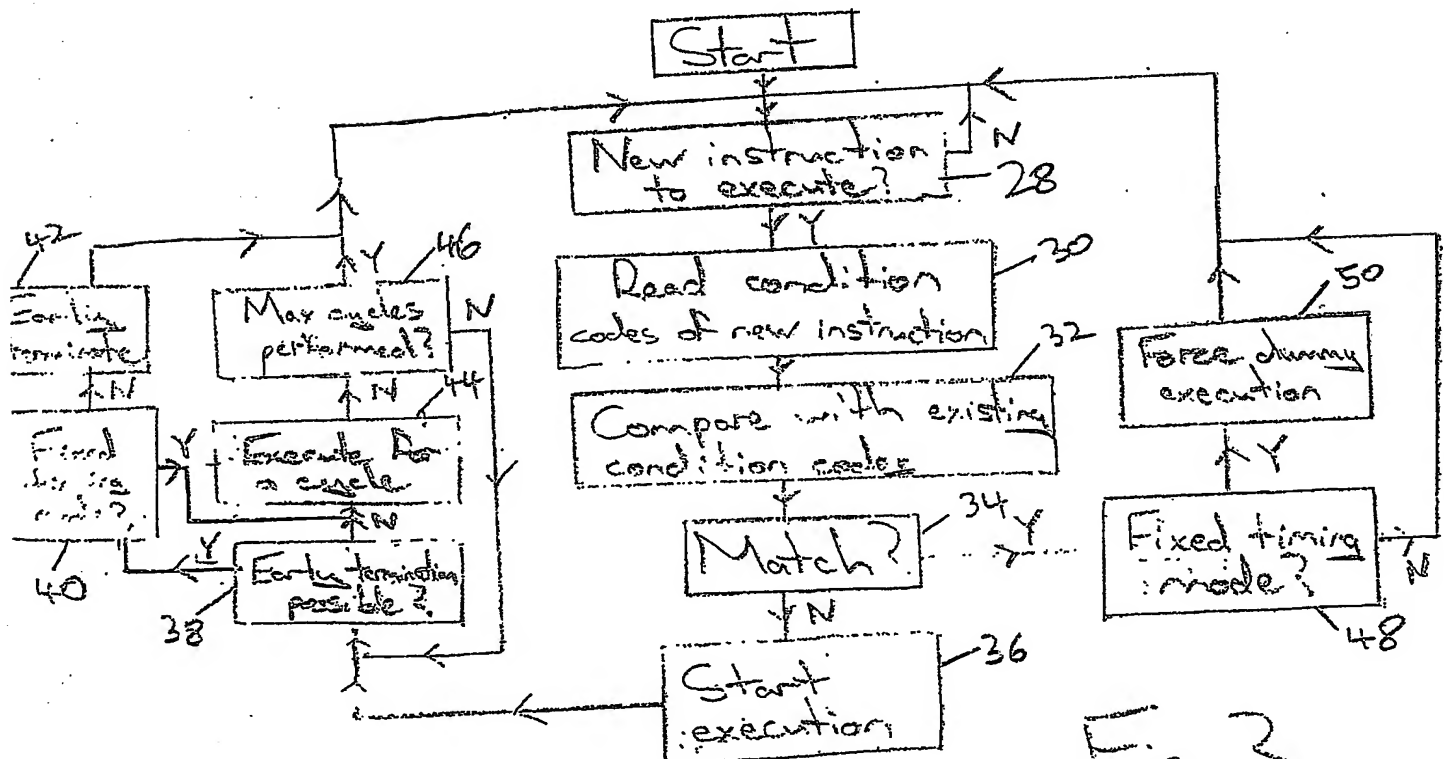 Start
New instruction
to execute?
N
28
Y
Read condition
codes of new instruction
30
Compare with existing
condition codes
32
Match?
34
Y
N
Start
execution
36
42
terminate
N
Fixed
40
Y
46
Y
Max cycles
performed?
N
N
44
Execute for
a cycle
N
Y
Early termination
possible?
38
50
Force dummy
execution
Y
Fixed timing
mode?
N
48